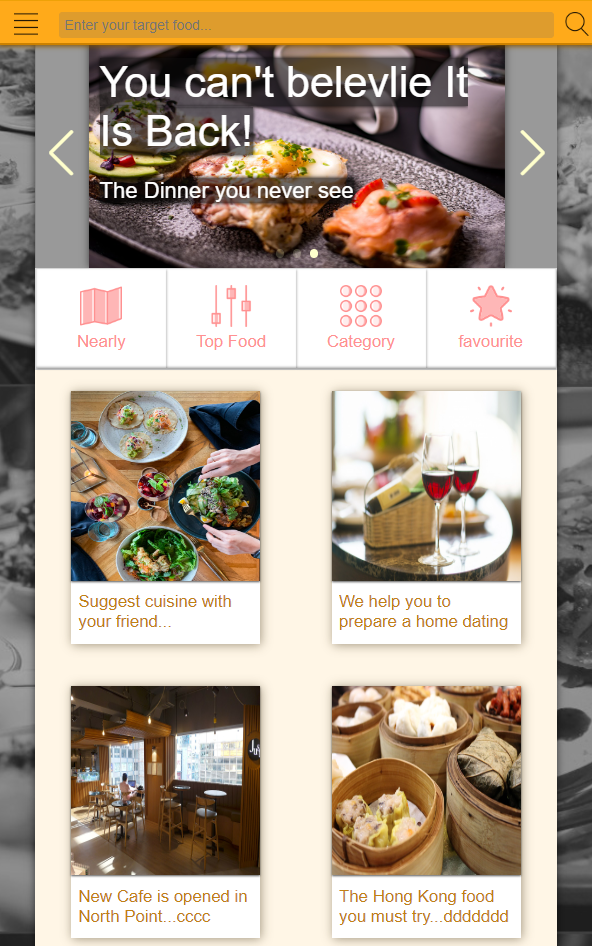 Enter your target food...
You can't belevlie It
Is Back!
The Dinner you never see
Nearly
Top Food
Category
favourite
Suggest cuisine with
your friend...
We help you to
prepare a home dating
New Cafe is opened in
North Point...cccc
The Hong Kong food
you must try...ddddddd